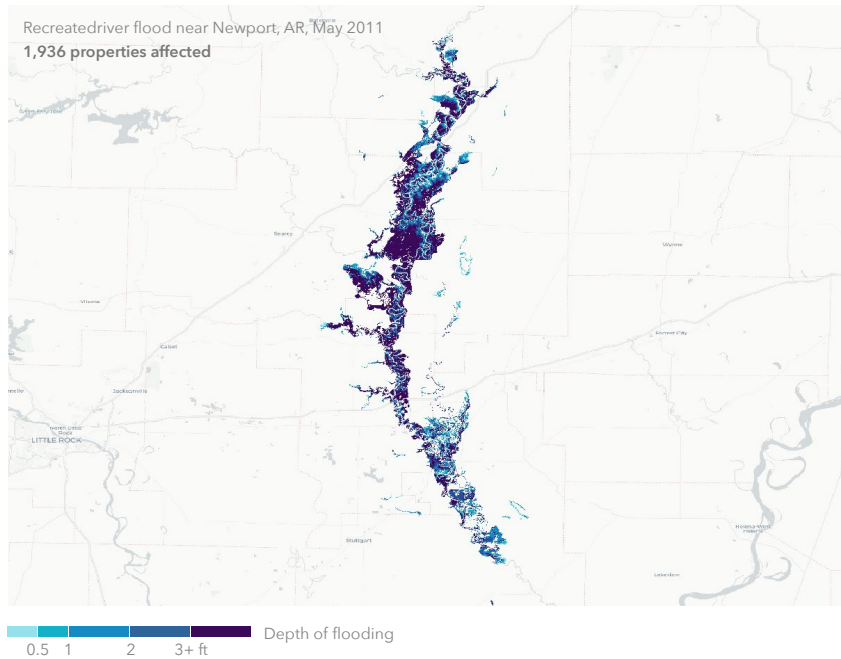 Recreatedriver flood near Newport, AR, May 2011
1,936 properties affected
Searcy
Wynne
Vilonia
Forrest City
Cabot
Jacksonville
North Little
Rock
LITTLE ROCK
Stuttgart
Helena-West
Helena
Lakeview
0.5 1 2 3+ ft
Depth of flooding